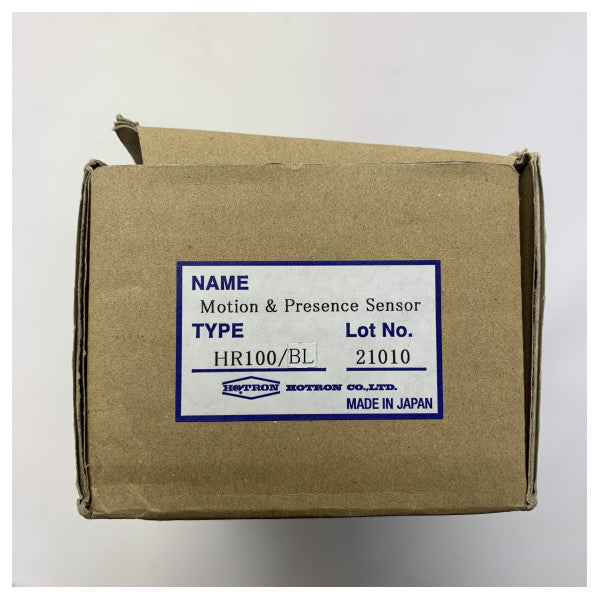 NAME
Motion & Presence Sensor
TYPE Lot No.
HR100/BL 21010
HOTRON HOTRON CO.,LTD.
MADE IN JAPAN